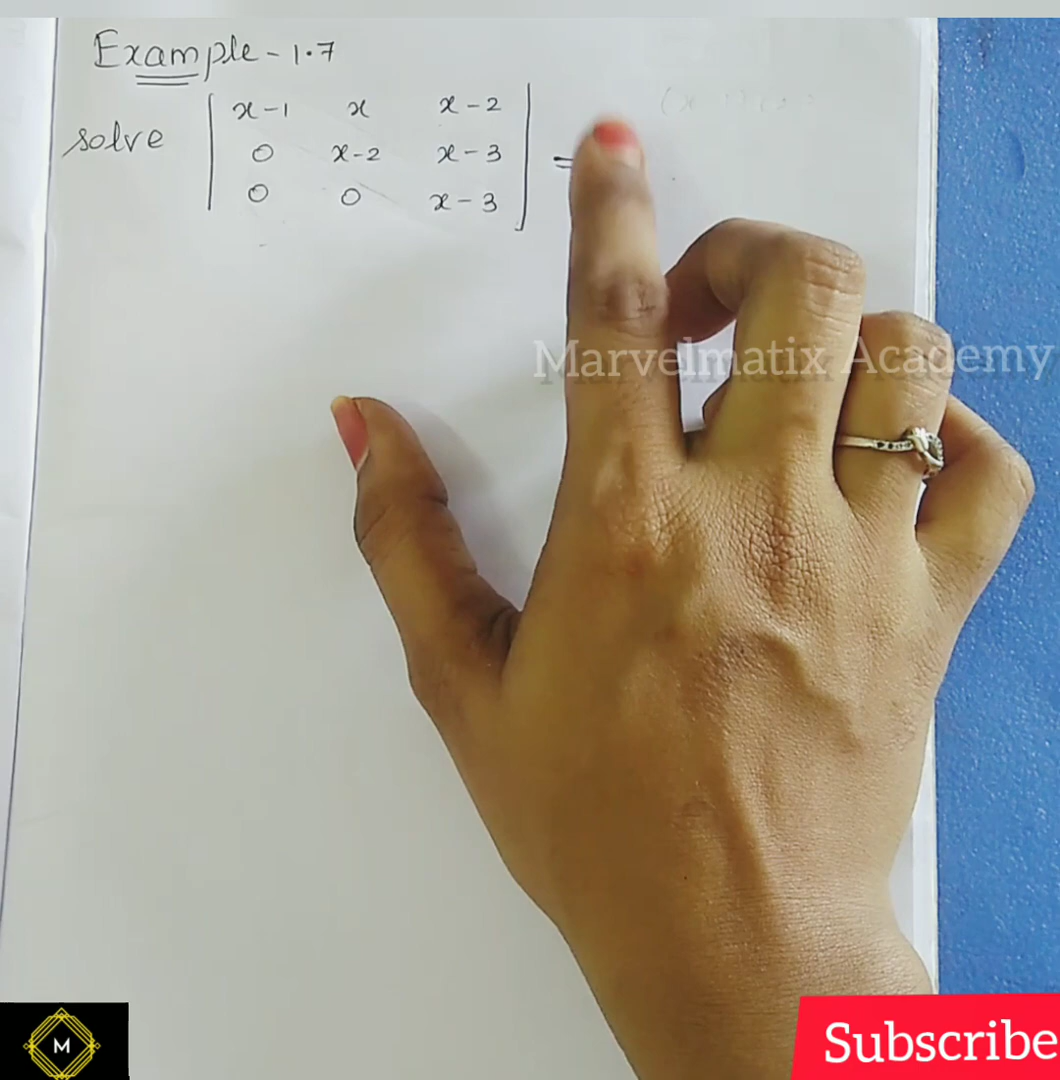 Example - 1.7
solve
x-1 x x-2
0 x-2 x-3
0 0 x-3
=
Marvelmatix Academy
M
Subscribe